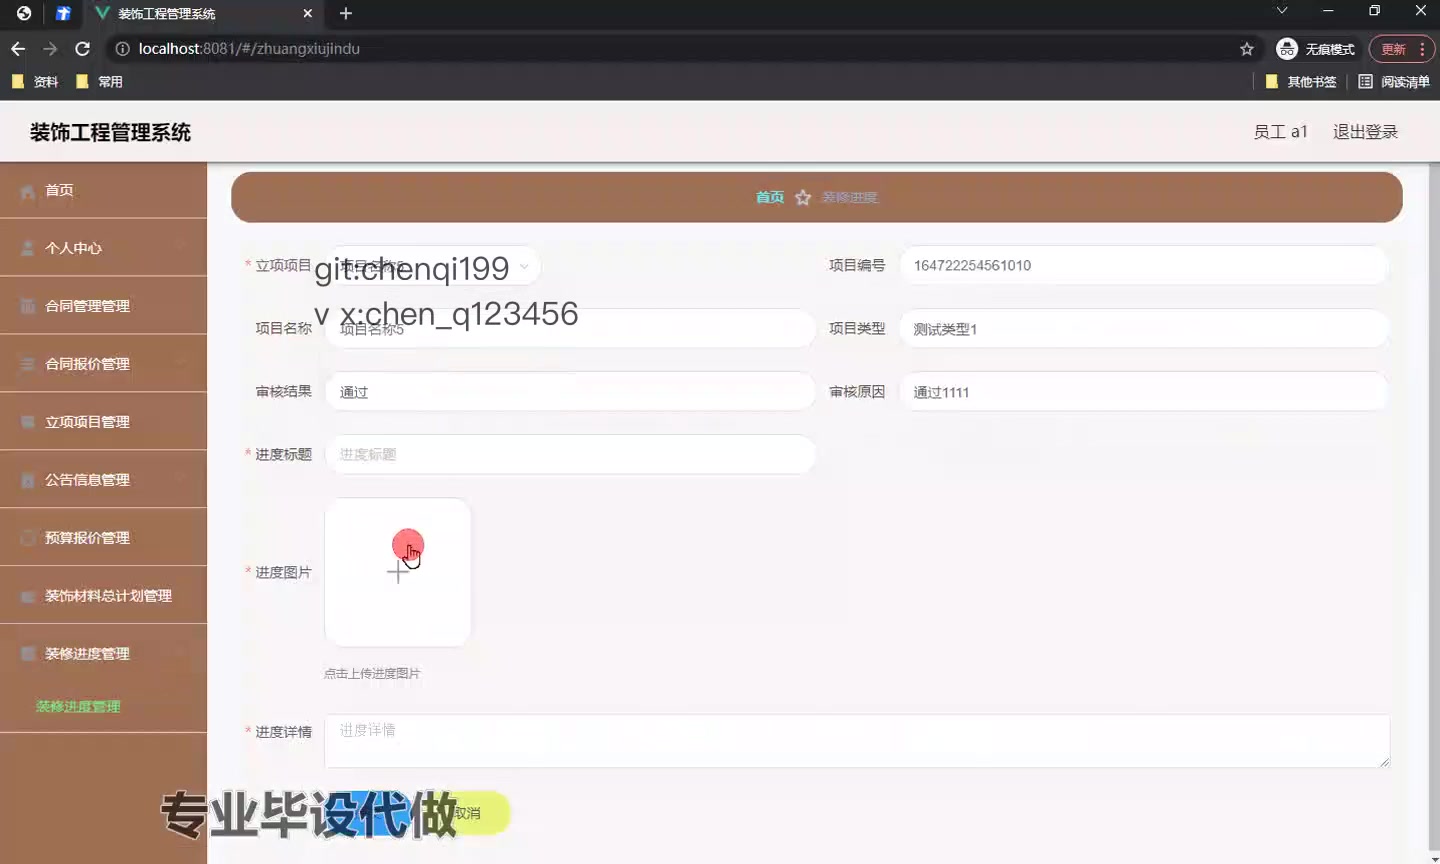 装饰工程管理系统
localhost:8081/#/zhuangxiujindu
无痕模式
更新
资料
常用
其他书签
阅读清单
装饰工程管理系统
员工 a1
退出登录
首页
个人中心
合同管理管理
合同报价管理
立项项目管理
公告信息管理
预算报价管理
装饰材料总计划管理
装修进度管理
装修进度管理
首页
装修进度
* 立项项目
项目名称5
git:chenqi199
项目编号
164722254561010
v x:chen_q123456
项目名称
项目名称5
项目类型
测试类型1
审核结果
通过
审核原因
通过1111
* 进度标题
进度标题
* 进度图片
点击上传进度图片
* 进度详情
进度详情
专业毕设代做
取消